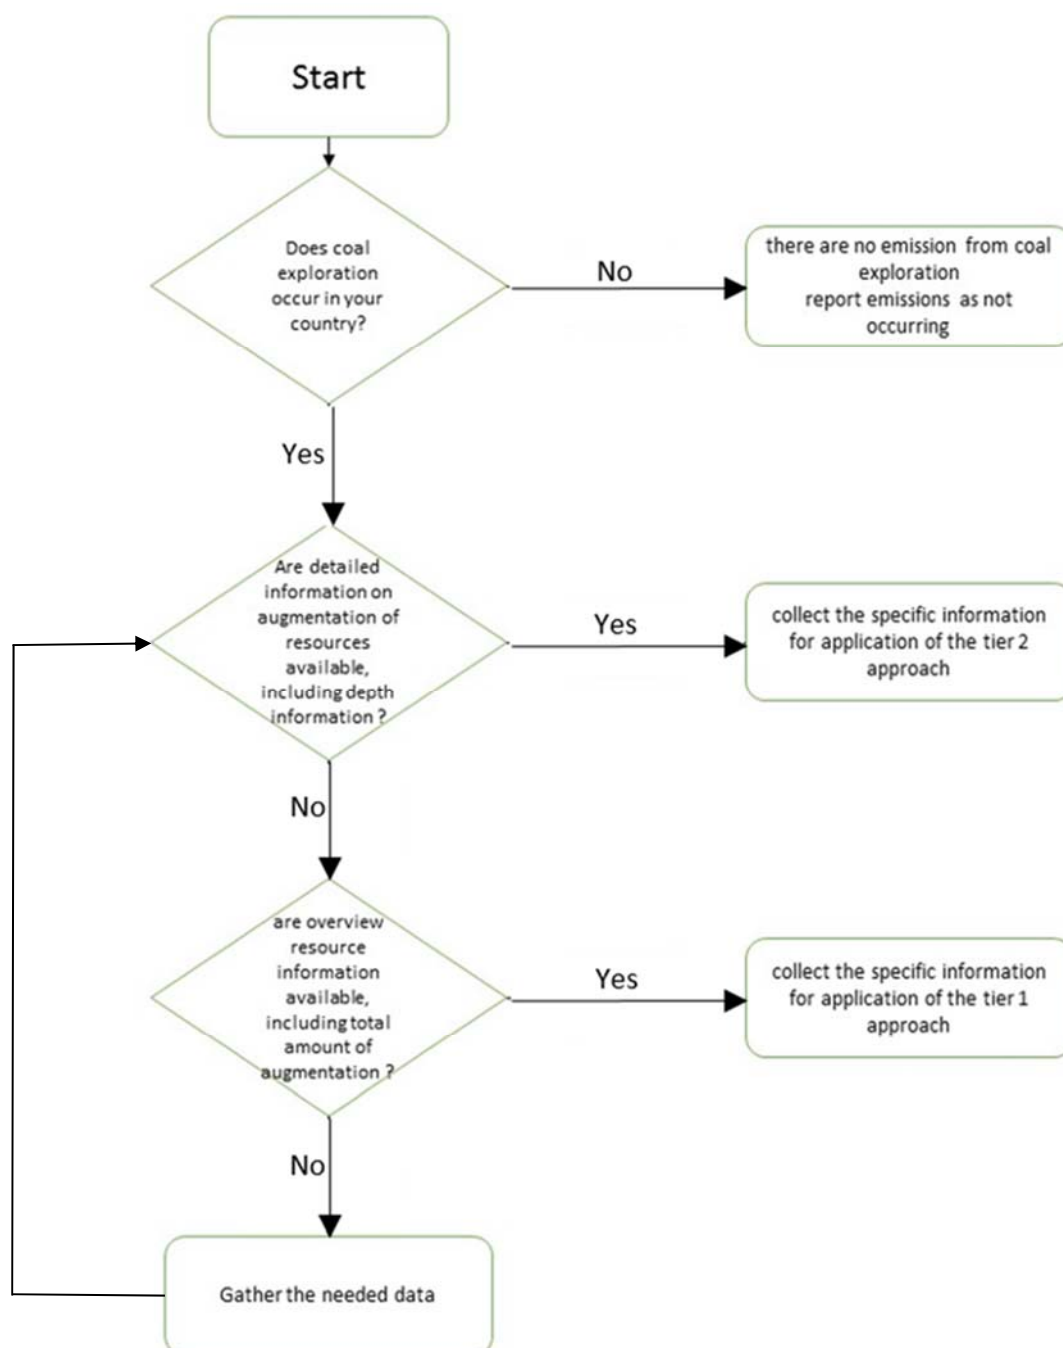 Start
Does coal
exploration
occur in your
country?
No
there are no emission from coal
exploration
report emissions as not
occurring
Yes
Are detailed
information on
augmentation of
resources
available,
including depth
information ?
Yes
collect the specific information
for application of the tier 2
approach
No
are overview
resource
information
available,
including total
amount of
augmentation ?
Yes
collect the specific information
for application of the tier 1
approach
No
Gather the needed data